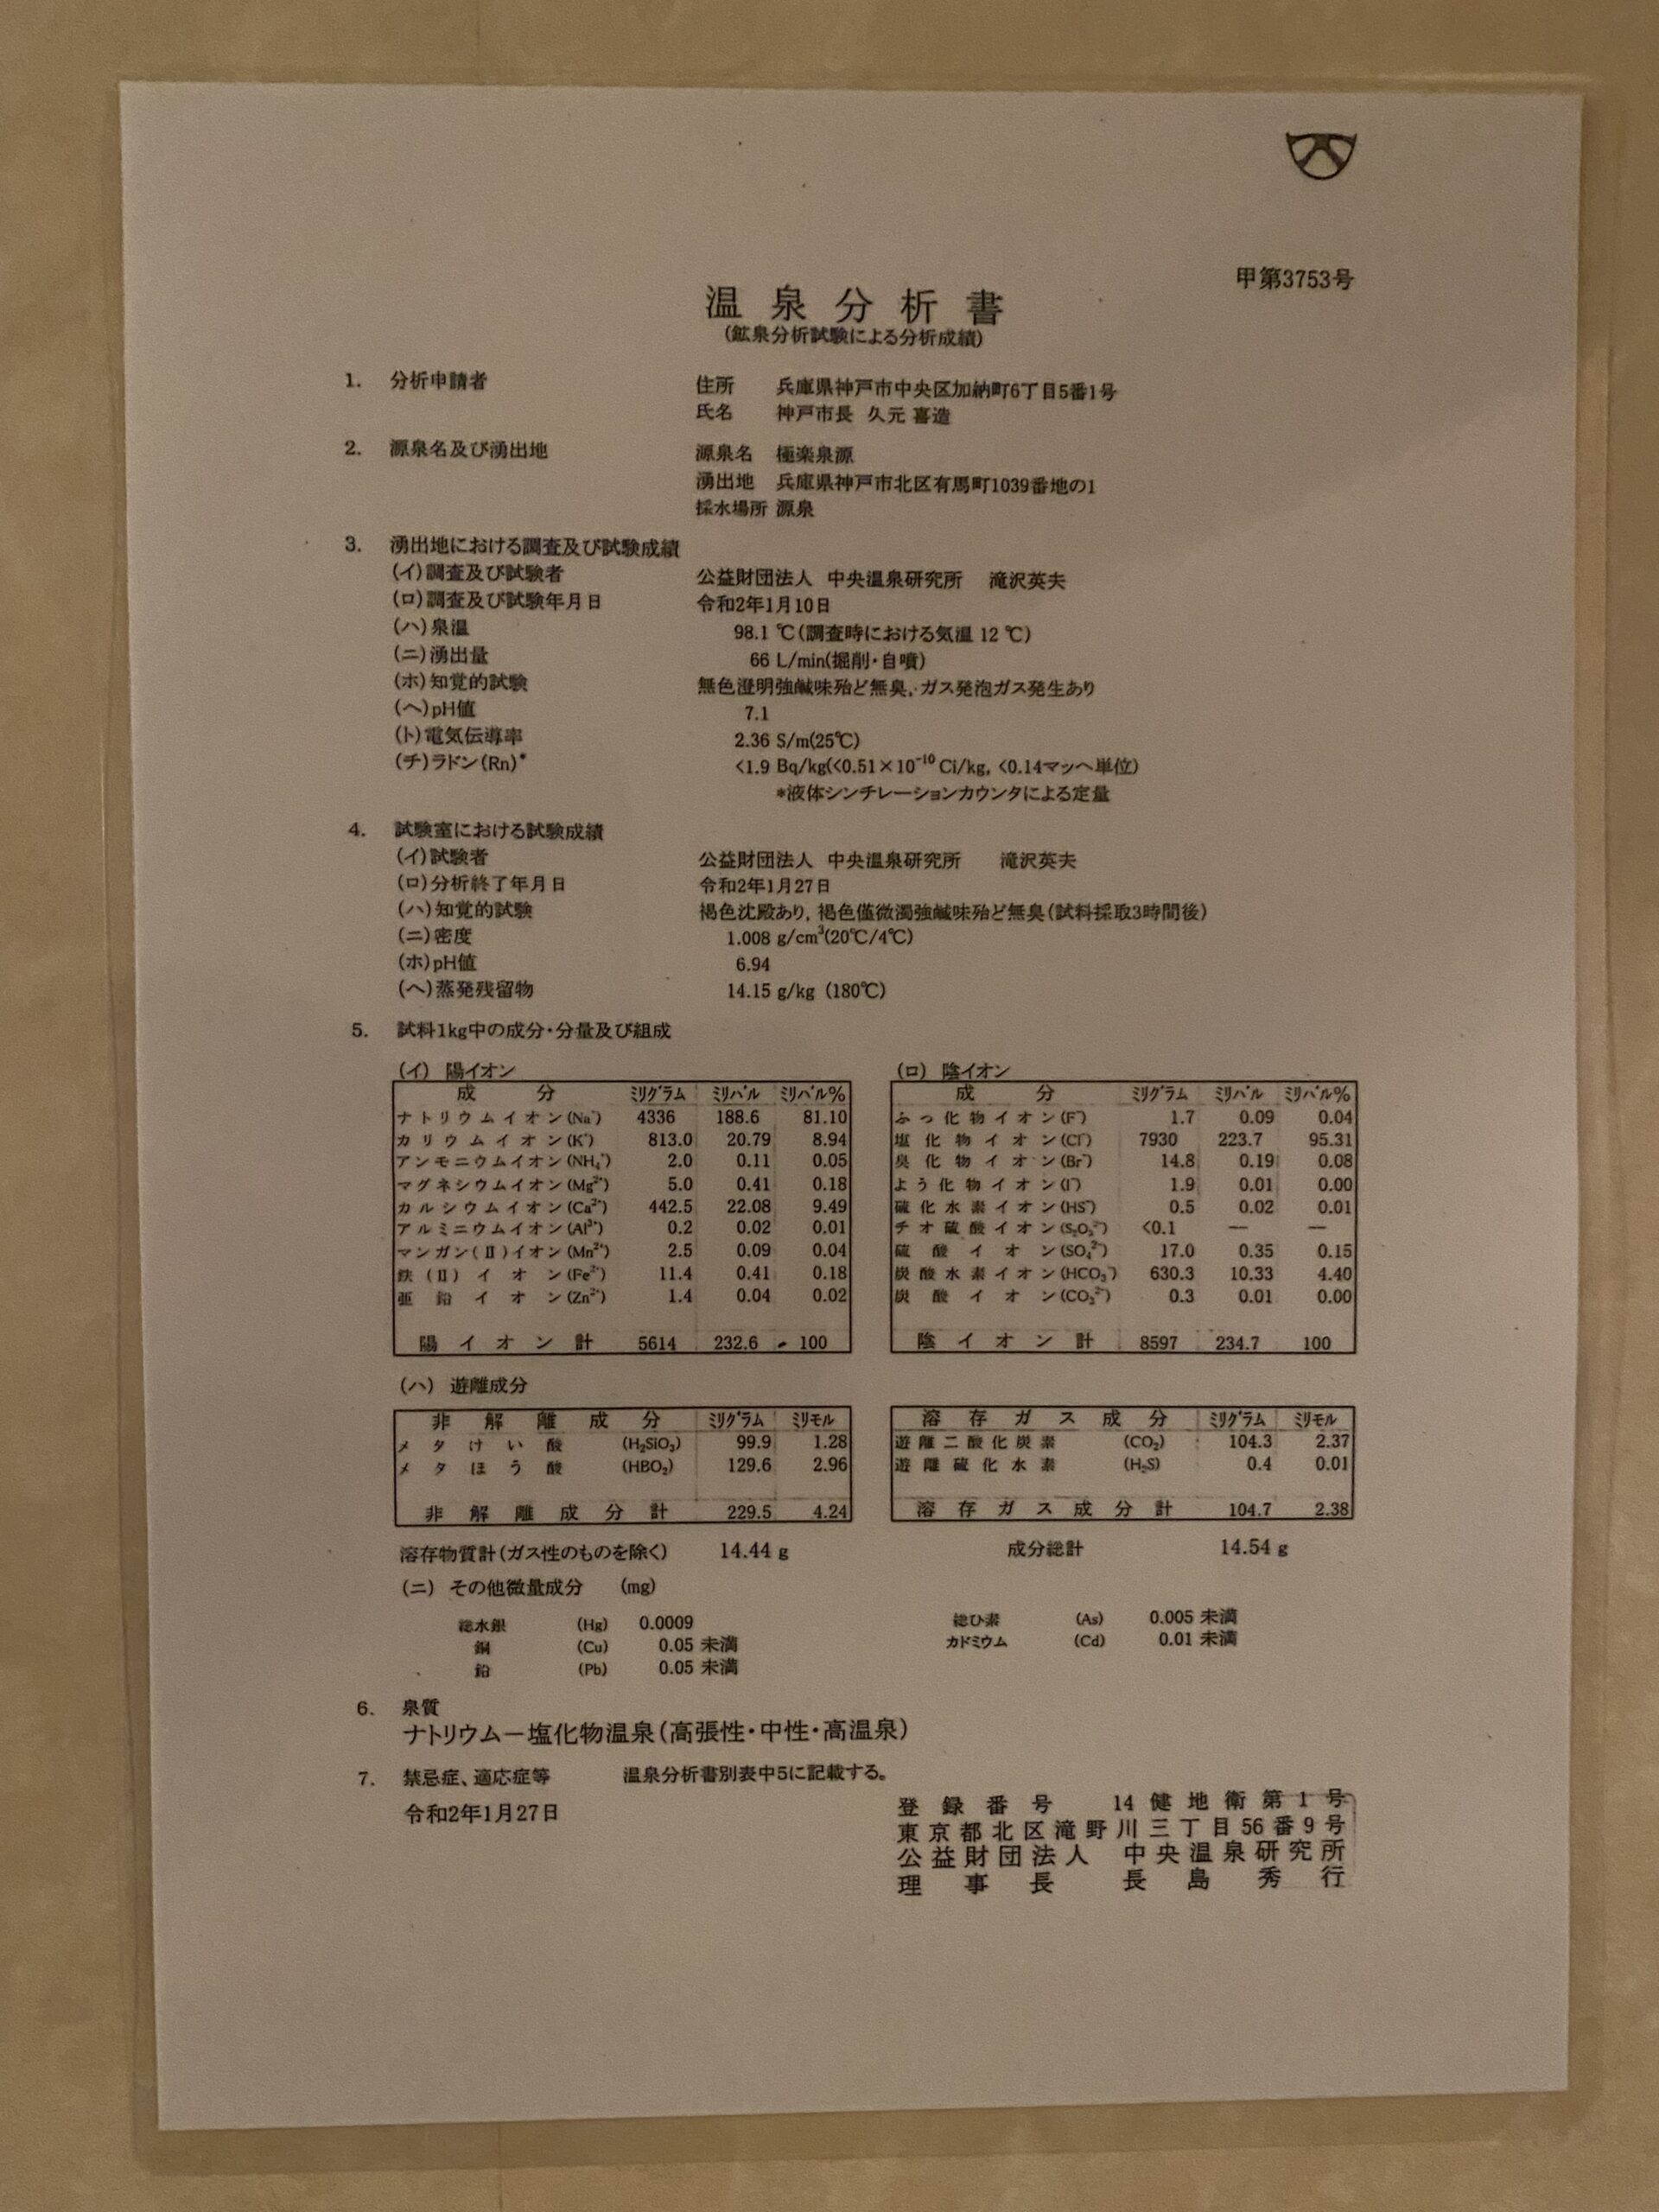 甲第3753号
温泉分析書
(鉱泉分析試験による分析成績)
1. 分析申請者 住所 兵庫県神戸市中央区加納町6丁目5番1号
氏名 神戸市長 久元 喜造
2. 源泉名及び湧出地 源泉名 極楽泉源
湧出地 兵庫県神戸市北区有馬町1039番地の1
採水場所 源泉
3. 湧出地における調査及び試験成績
(イ)調査及び試験者 公益財団法人 中央温泉研究所 滝沢英夫
(ロ)調査及び試験年月日 令和2年1月10日
(ハ)泉温 98.1 ℃(調査時における気温 12 ℃)
(ニ)湧出量 66 L/min(掘削・自噴)
(ホ)知覚的試験 無色澄明強鹹味殆ど無臭,ガス発泡ガス発生あり
(ヘ)pH値 7.1
(ト)電気伝導率 2.36 S/m(25℃)
(チ)ラドン(Rn)* <1.9 Bq/kg(<0.51×10⁻¹⁰ Ci/kg, <0.14マッヘ単位)
*液体シンチレーションカウンタによる定量
4. 試験室における試験成績
(イ)試験者 公益財団法人 中央温泉研究所 滝沢英夫
(ロ)分析終了年月日 令和2年1月27日
(ハ)知覚的試験 褐色沈殿あり, 褐色僅微濁強鹹味殆ど無臭(試料採取3時間後)
(ニ)密度 1.008 g/cm³(20℃/4℃)
(ホ)pH値 6.94
(ヘ)蒸発残留物 14.15 g/kg (180℃)
5. 試料1kg中の成分・分量及び組成
(イ) 陽イオン
成分 ミリグラム ミリバル ミリバル%
ナトリウムイオン(Na⁺) 4336 188.6 81.10
カリウムイオン(K⁺) 813.0 20.79 8.94
アンモニウムイオン(NH₄⁺) 2.0 0.11 0.05
マグネシウムイオン(Mg²⁺) 5.0 0.41 0.18
カルシウムイオン(Ca²⁺) 442.5 22.08 9.49
アルミニウムイオン(Al³⁺) 0.2 0.02 0.01
マンガン(Ⅱ)イオン(Mn²⁺) 2.5 0.09 0.04
鉄(Ⅱ)イオン(Fe²⁺) 11.4 0.41 0.18
亜鉛イオン(Zn²⁺) 1.4 0.04 0.02
陽イオン計 5614 232.6 100
(ロ) 陰イオン
成分 ミリグラム ミリバル ミリバル%
ふっ化物イオン(F⁻) 1.7 0.09 0.04
塩化物イオン(Cl⁻) 7930 223.7 95.31
臭化物イオン(Br⁻) 14.8 0.19 0.08
よう化物イオン(I⁻) 1.9 0.01 0.00
硫化水素イオン(HS⁻) 0.5 0.02 0.01
チオ硫酸イオン(S₂O₃²⁻) <0.1 — —
硫酸イオン(SO₄²⁻) 17.0 0.35 0.15
炭酸水素イオン(HCO₃⁻) 630.3 10.33 4.40
炭酸イオン(CO₃²⁻) 0.3 0.01 0.00
陰イオン計 8597 234.7 100
(ハ) 遊離成分
非解離成分 ミリグラム ミリモル
メタけい酸 (H₂SiO₃) 99.9 1.28
メタほう酸 (HBO₂) 129.6 2.96
非解離成分計 229.5 4.24
溶存ガス成分 ミリグラム ミリモル
遊離二酸化炭素 (CO₂) 104.3 2.37
遊離硫化水素 (H₂S) 0.4 0.01
溶存ガス成分計 104.7 2.38
溶存物質計(ガス性のものを除く) 14.44 g 成分総計 14.54 g
(ニ) その他微量成分 (mg)
総水銀 (Hg) 0.0009 総ひ素 (As) 0.005 未満
銅 (Cu) 0.05 未満 カドミウム (Cd) 0.01 未満
鉛 (Pb) 0.05 未満
6. 泉質
ナトリウム－塩化物温泉(高張性・中性・高温泉)
7. 禁忌症、適応症等 温泉分析書別表中5に記載する。
令和2年1月27日
登録番号 14健地衛第1号
東京都北区滝野川三丁目56番9号
公益財団法人 中央温泉研究所
理事長 長島秀行